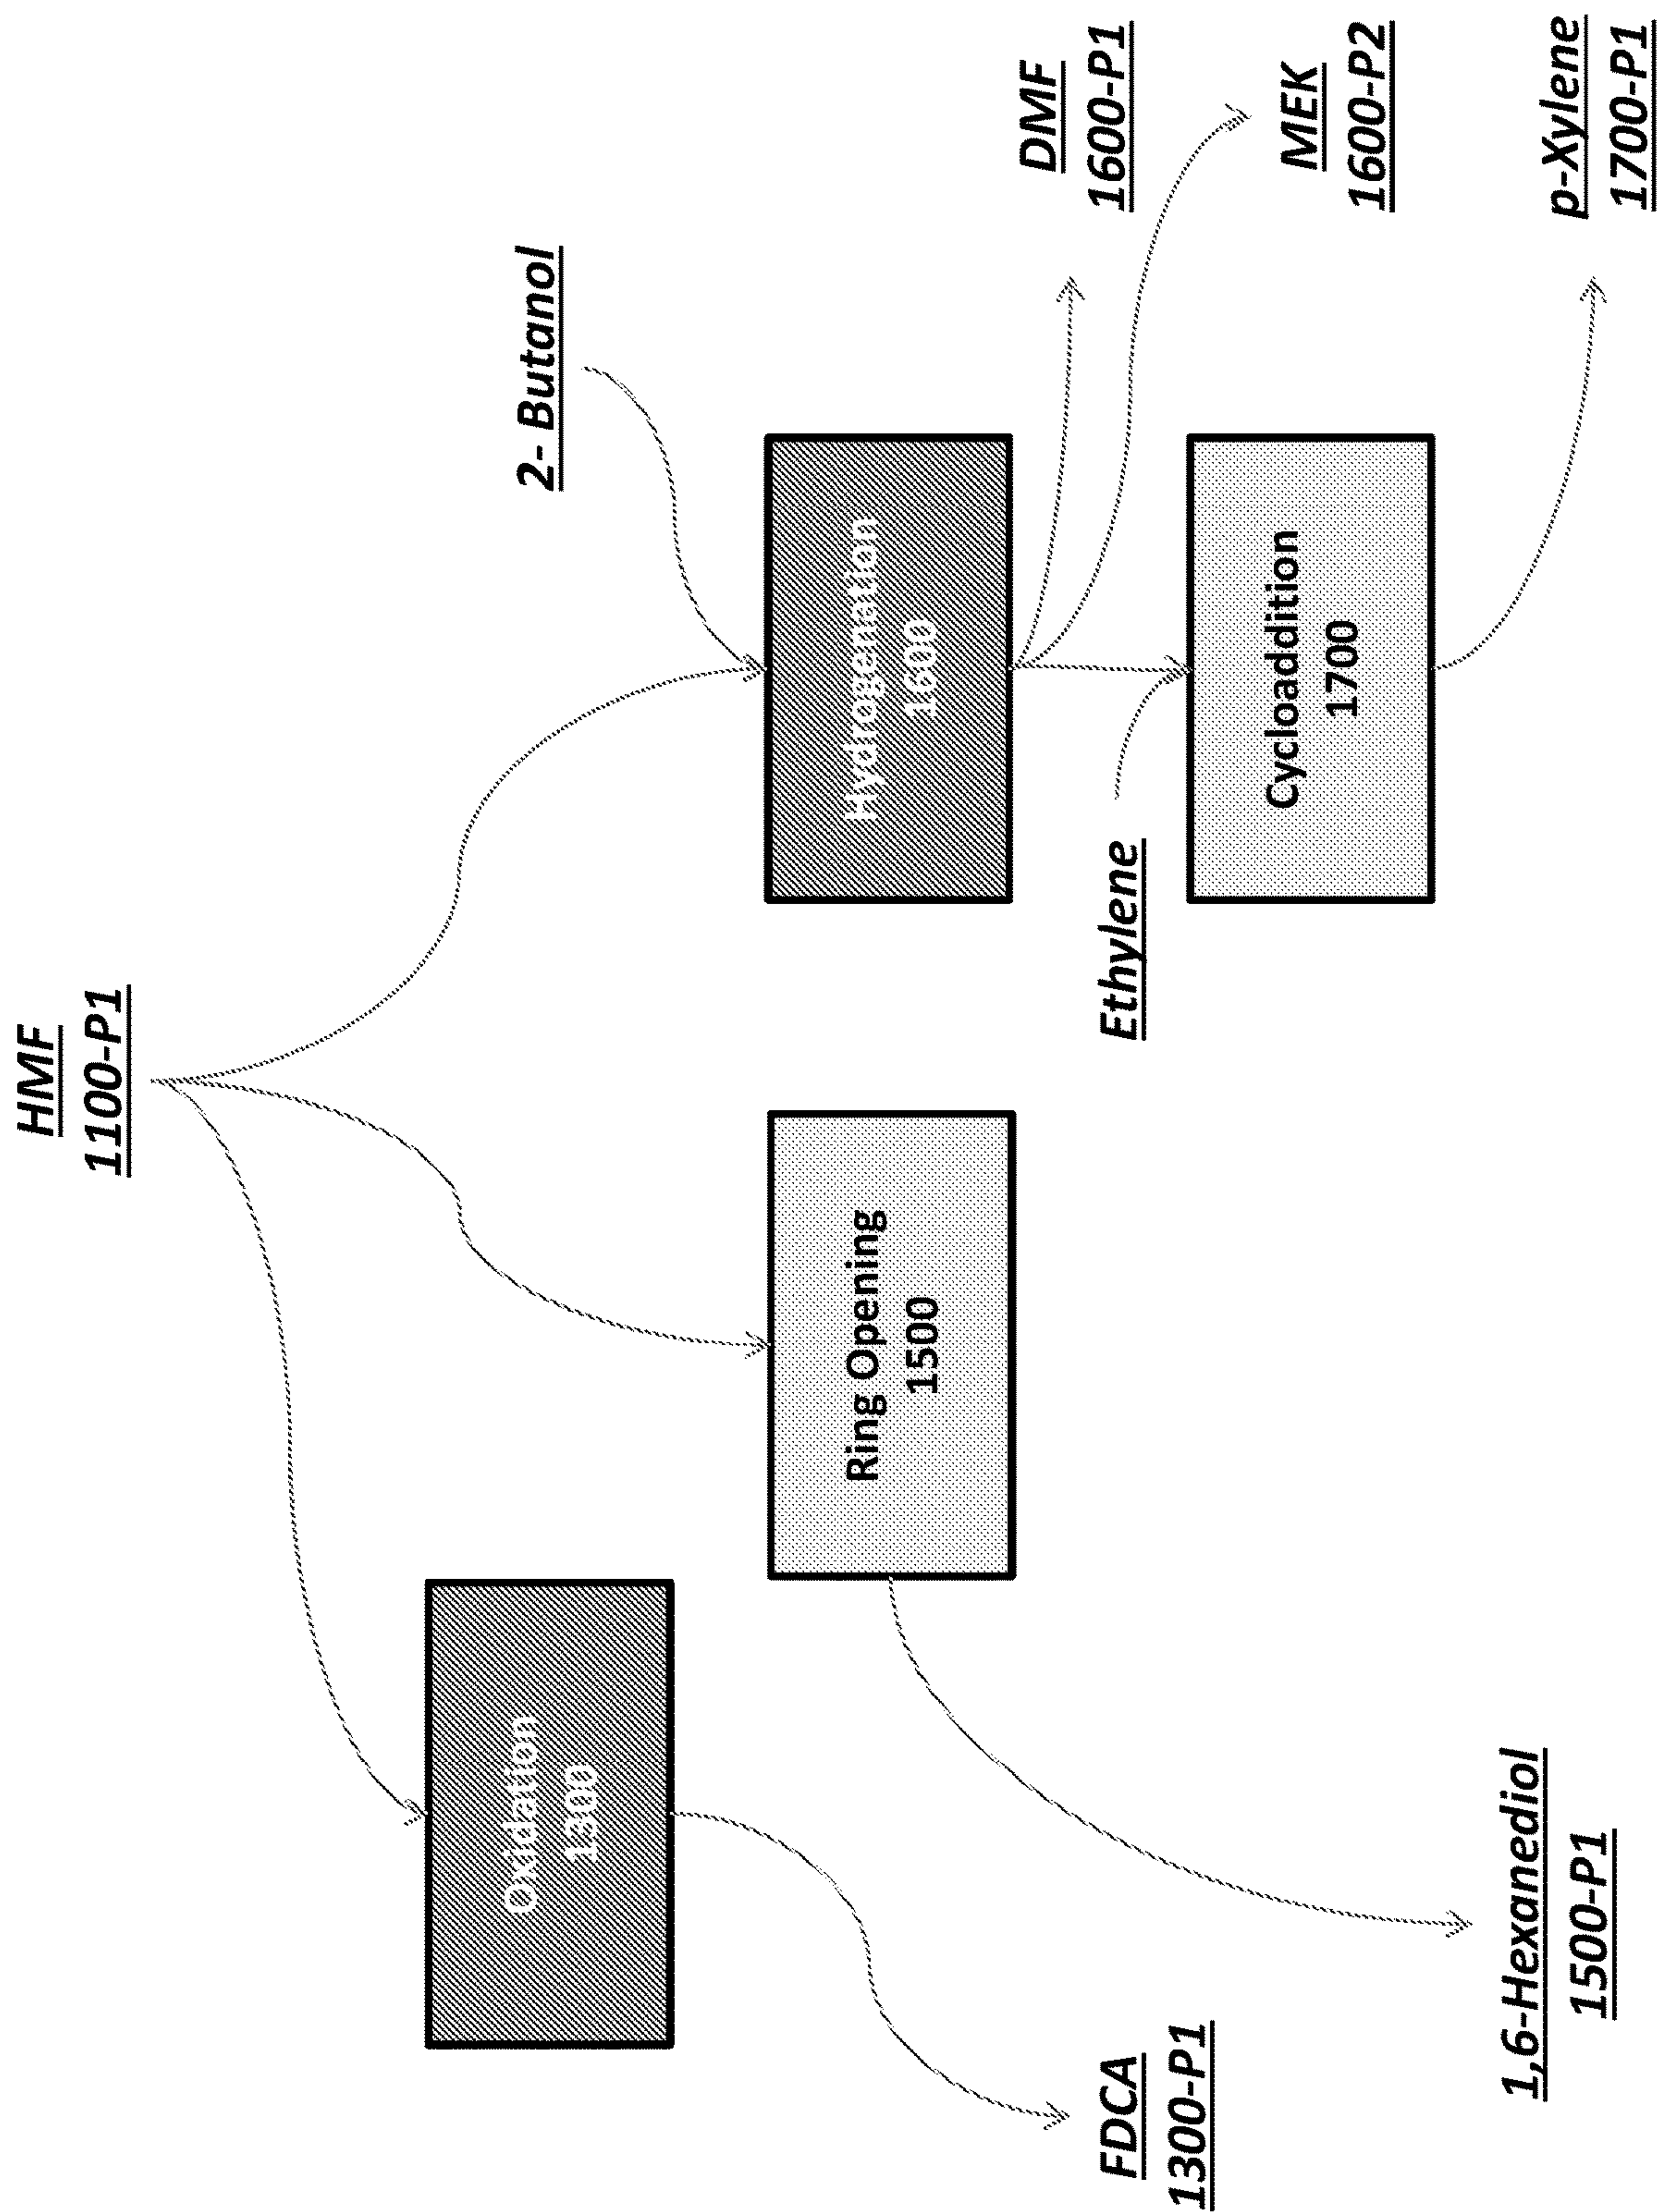 HMF
1100-P1
Oxidation
1300
FDCA
1300-P1
Ring Opening
1500
1,6-Hexanediol
1500-P1
2- Butanol
Hydrogenation
1600
DMF
1600-P1
MEK
1600-P2
Ethylene
Cycloaddition
1700
p-Xylene
1700-P1